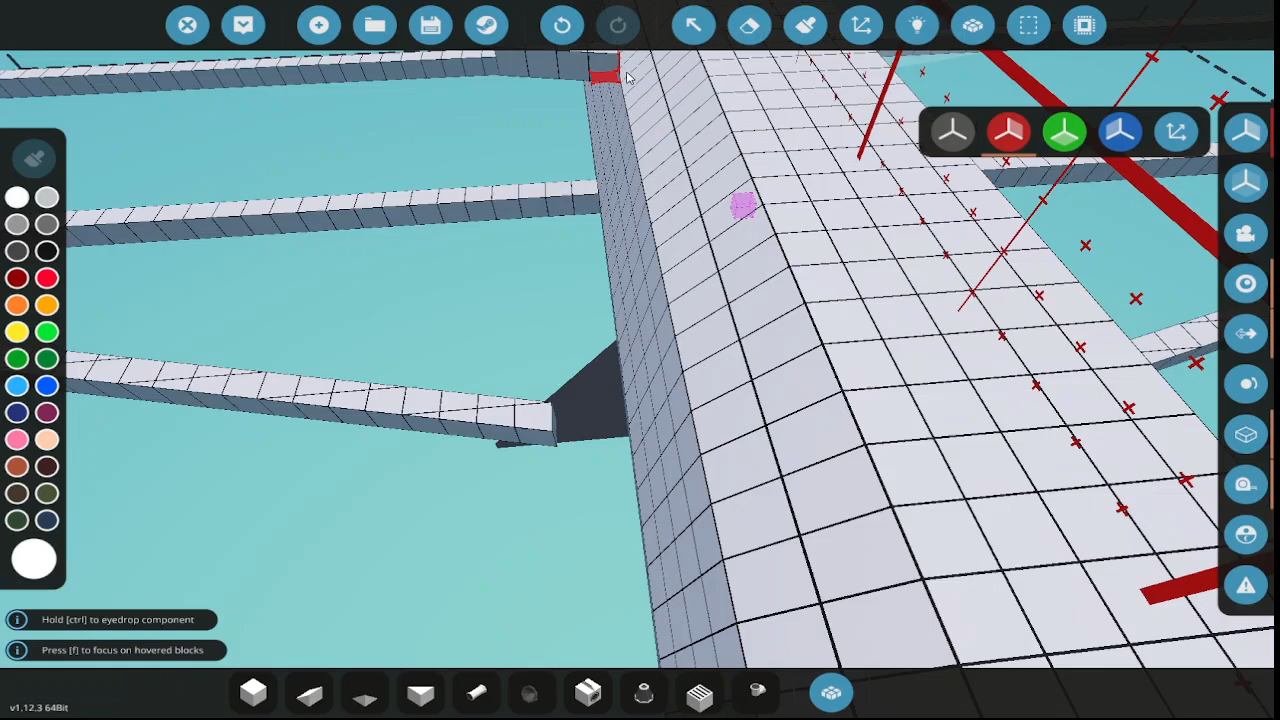 Hold [ctrl] to eyedrop component
Press [f] to focus on hovered blocks
v1.12.3 64Bit